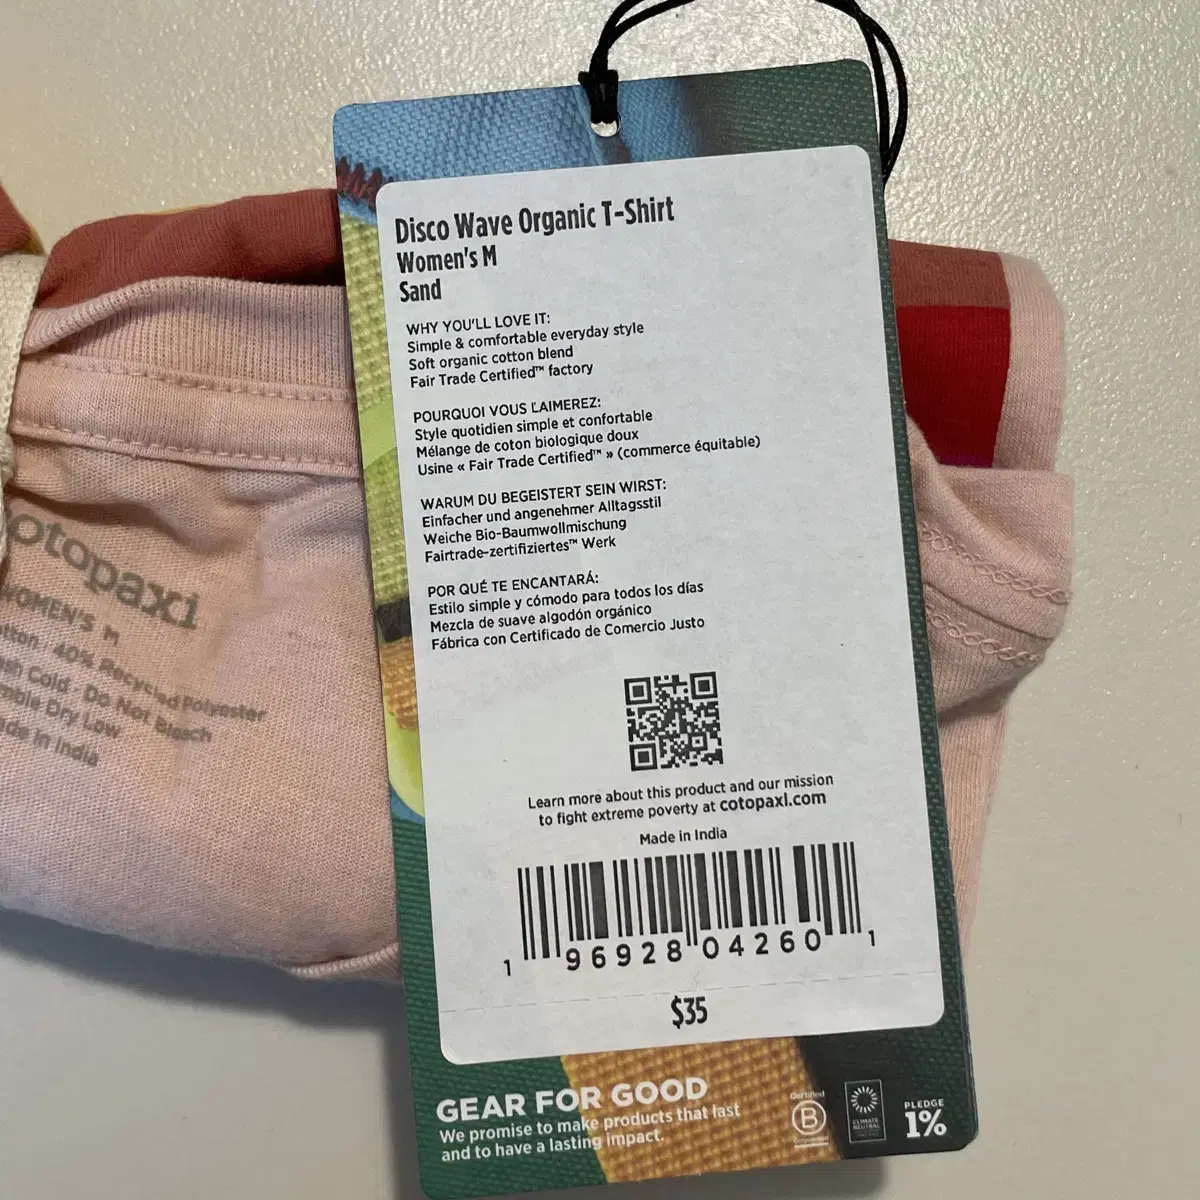 Disco Wave Organic T-Shirt
Women's M
Sand
WHY YOU'LL LOVE IT:
Simple & comfortable everyday style
Soft organic cotton blend
Fair Trade Certified™ factory
POURQUOI VOUS L'AIMEREZ:
Style quotidien simple et confortable
Mélange de coton biologique doux
Usine « Fair Trade Certified™ » (commerce équitable)
WARUM DU BEGEISTERT SEIN WIRST:
Einfacher und angenehmer Alltagsstil
Weiche Bio-Baumwollmischung
Fairtrade-zertifiziertes™ Werk
POR QUÉ TE ENCANTARÁ:
Estilo simple y cómodo para todos los días
Mezcla de suave algodón orgánico
Fábrica con Certificado de Comercio Justo
Learn more about this product and our mission
to fight extreme poverty at cotopaxi.com
Made in India
1 96928 04260 1
$35
GEAR FOR GOOD
We promise to make products that last
and to have a lasting impact.
Certified
B
CLIMATE
NEUTRAL
PLEDGE
1%
otopaxi
WOMEN'S M
40% Recycled Polyester
Cold · Do Not Bleach
Dry Low
in India